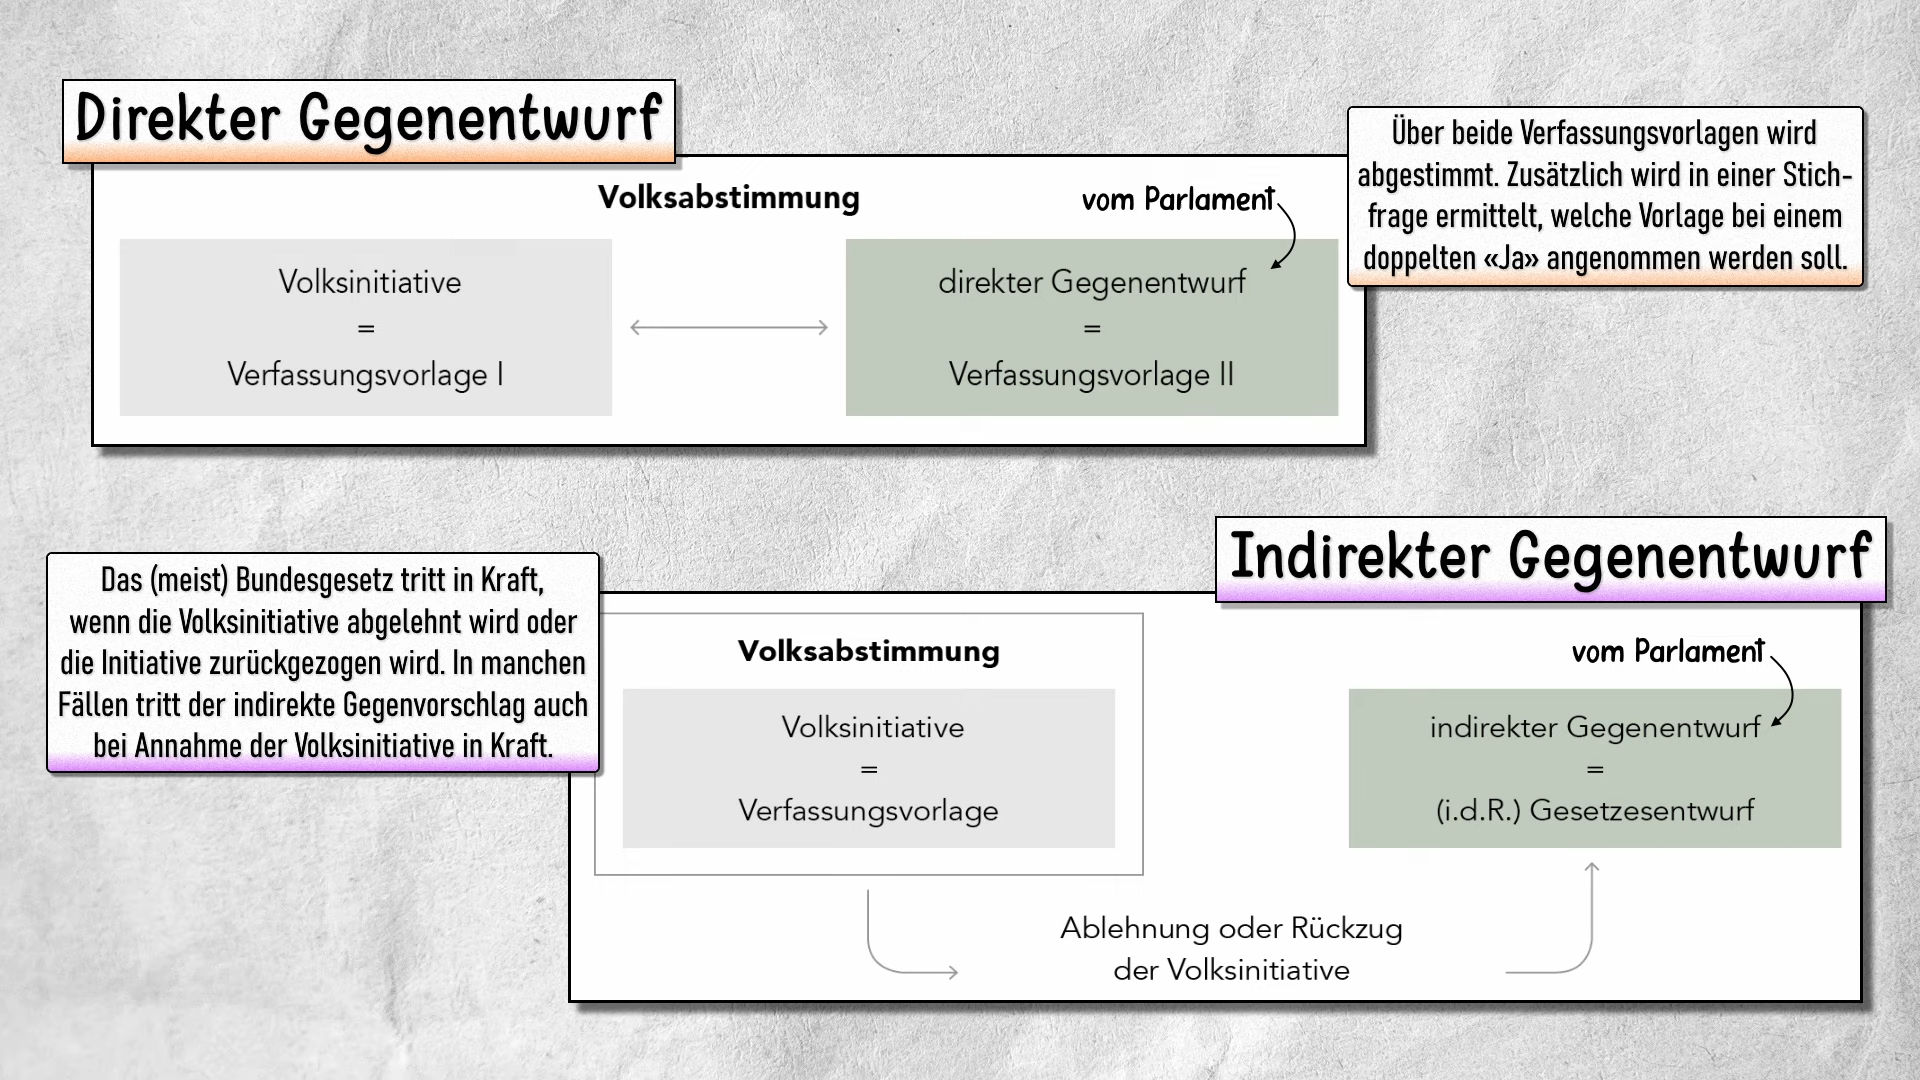 Direkter Gegenentwurf
Volksabstimmung
vom Parlament
Volksinitiative
=
Verfassungsvorlage I
direkter Gegenentwurf
=
Verfassungsvorlage II
Über beide Verfassungsvorlagen wird
abgestimmt. Zusätzlich wird in einer Stich-
frage ermittelt, welche Vorlage bei einem
doppelten «Ja» angenommen werden soll.
Indirekter Gegenentwurf
Das (meist) Bundesgesetz tritt in Kraft,
wenn die Volksinitiative abgelehnt wird oder
die Initiative zurückgezogen wird. In manchen
Fällen tritt der indirekte Gegenvorschlag auch
bei Annahme der Volksinitiative in Kraft.
Volksabstimmung
Volksinitiative
=
Verfassungsvorlage
vom Parlament
indirekter Gegenentwurf
=
(i.d.R.) Gesetzesentwurf
Ablehnung oder Rückzug
der Volksinitiative